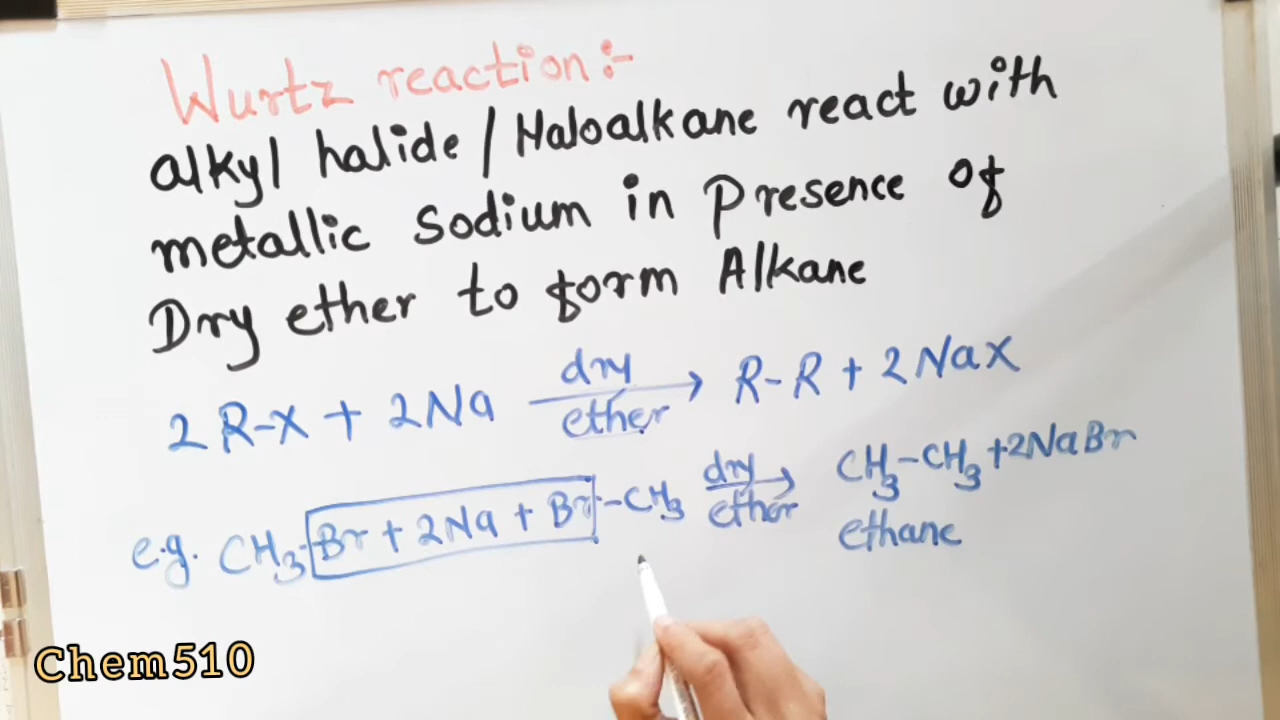 Wurtz reaction:-
alkyl halide / Haloalkane react with
metallic Sodium in Presence of
Dry ether to form Alkane
2 R-X + 2Na dry ether → R-R + 2NaX
e.g. CH3-Br + 2Na + Br-CH3 dry ether → CH3-CH3+2NaBr
ethane
Chem510